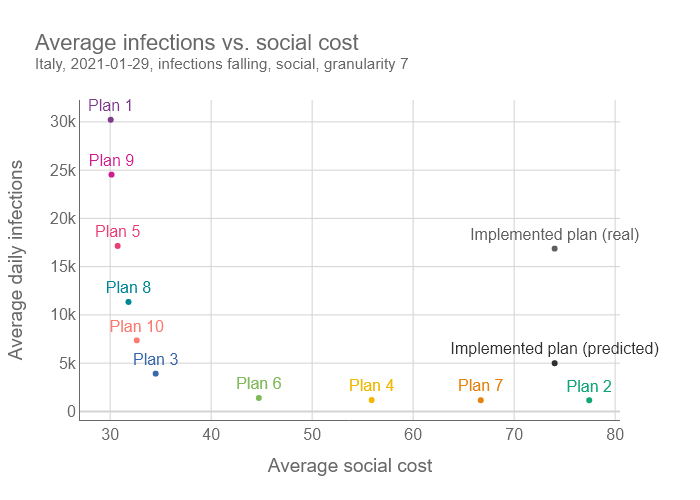 Average infections vs. social cost
Italy, 2021-01-29, infections falling, social, granularity 7
Average daily infections
30k
25k
20k
15k
10k
5k
0
Plan 1
Plan 9
Plan 5
Implemented plan (real)
Plan 8
Plan 10
Implemented plan (predicted)
Plan 3
Plan 6
Plan 4
Plan 7
Plan 2
30
40
50
60
70
80
Average social cost